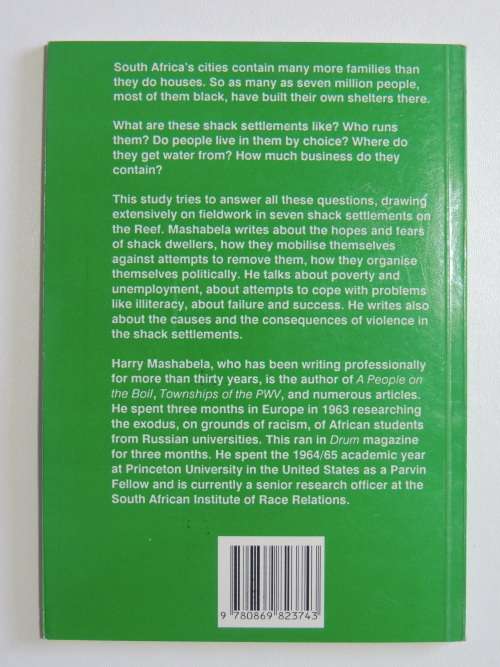 South Africa's cities contain many more families than
they do houses. So as many as seven million people,
most of them black, have built their own shelters there.
What are these shack settlements like? Who runs
them? Do people live in them by choice? Where do
they get water from? How much business do they
contain?
This study tries to answer all these questions, drawing
extensively on fieldwork in seven shack settlements on
the Reef. Mashabela writes about the hopes and fears
of shack dwellers, how they mobilise themselves
against attempts to remove them, how they organise
themselves politically. He talks about poverty and
unemployment, about attempts to cope with problems
like illiteracy, about failure and success. He writes also
about the causes and the consequences of violence in
the shack settlements.
Harry Mashabela, who has been writing professionally
for more than thirty years, is the author of A People on
the Boil, Townships of the PWV, and numerous articles.
He spent three months in Europe in 1963 researching
the exodus, on grounds of racism, of African students
from Russian universities. This ran in Drum magazine
for three months. He spent the 1964/65 academic year
at Princeton University in the United States as a Parvin
Fellow and is currently a senior research officer at the
South African Institute of Race Relations.
9 780869 823743